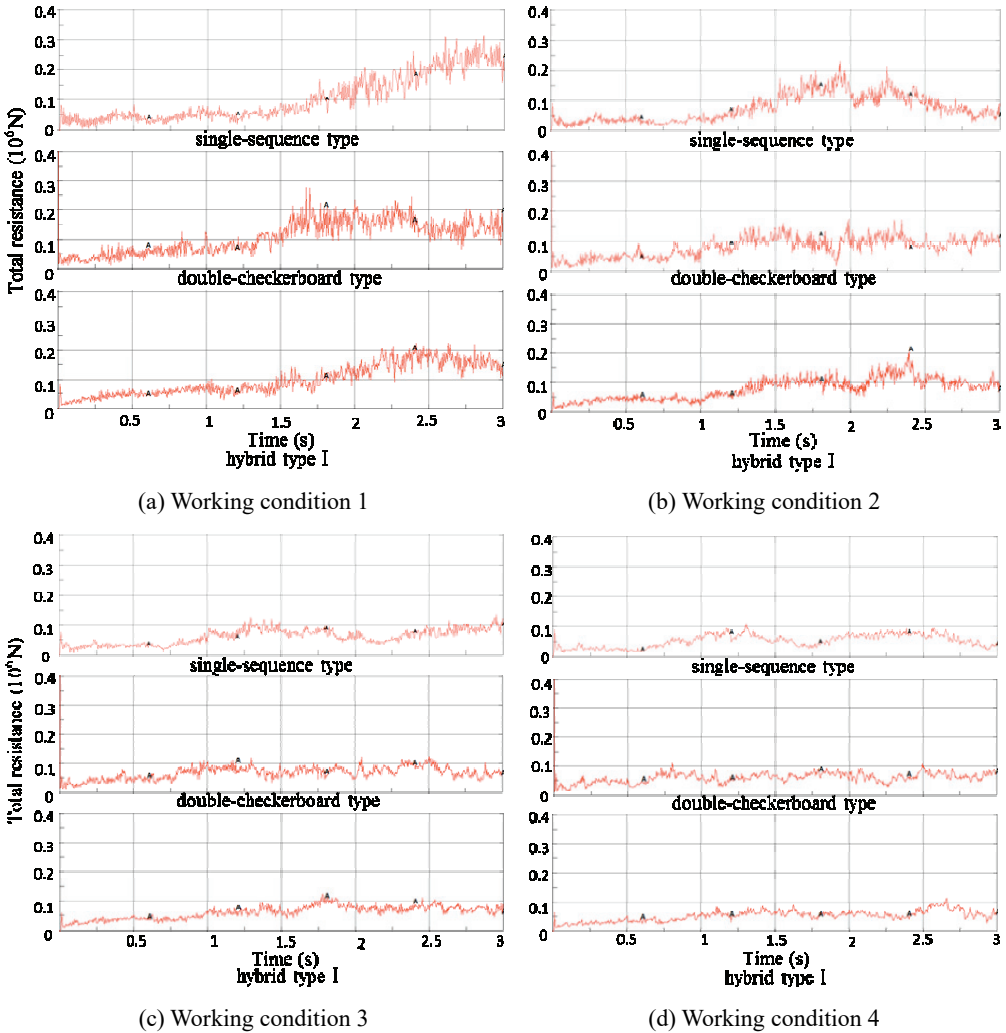 Total resistance (10⁶N)
0.4
0.3
0.2
0.1
0
single-sequence type
0.4
0.3
0.2
0.1
0
double-checkerboard type
0.4
0.3
0.2
0.1
0
0.5 1 1.5 2 2.5 3
Time (s)
hybrid type I
(a) Working condition 1
0.4
0.3
0.2
0.1
0
single-sequence type
0.4
0.3
0.2
0.1
0
double-checkerboard type
0.4
0.3
0.2
0.1
0
0.5 1 1.5 2 2.5 3
Time (s)
hybrid type I
(b) Working condition 2
Total resistance (10⁶N)
0.4
0.3
0.2
0.1
0
single-sequence type
0.4
0.3
0.2
0.1
0
double-checkerboard type
0.4
0.3
0.2
0.1
0
0.5 1 1.5 2 2.5 3
Time (s)
hybrid type I
(c) Working condition 3
0.4
0.3
0.2
0.1
0
single-sequence type
0.4
0.3
0.2
0.1
0
double-checkerboard type
0.4
0.3
0.2
0.1
0
0.5 1 1.5 2 2.5 3
Time (s)
hybrid type I
(d) Working condition 4